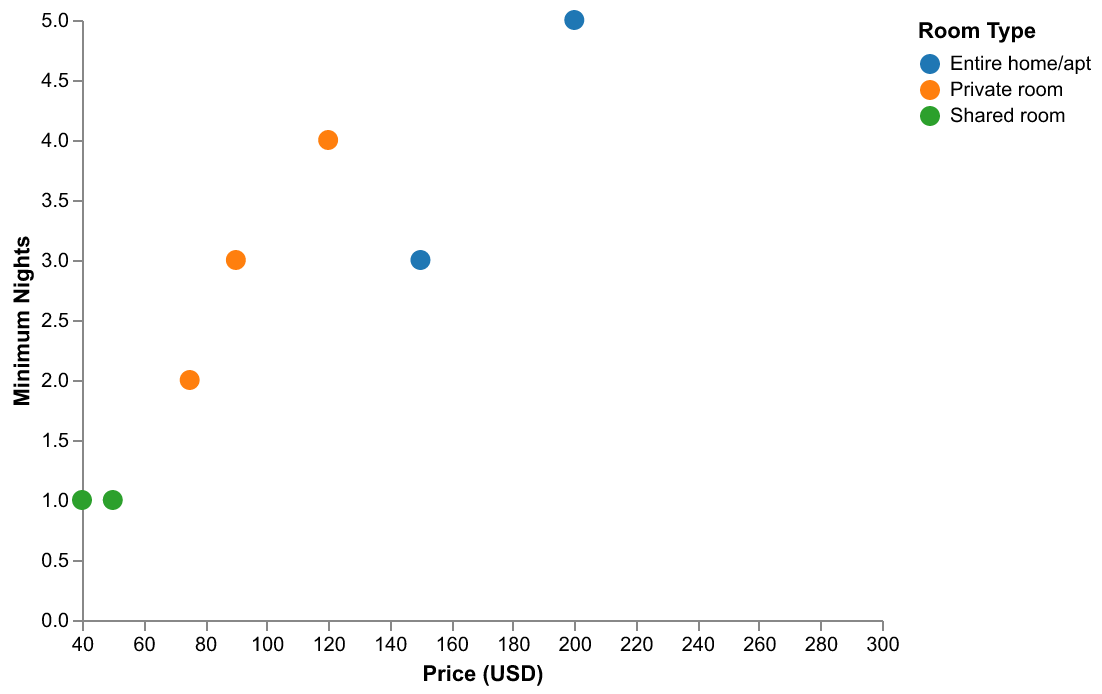 5.0
4.5
4.0
3.5
3.0
2.5
2.0
1.5
1.0
0.5
0.0
Minimum Nights
40 60 80 100 120 140 160 180 200 220 240 260 280 300
Price (USD)
Room Type
Entire home/apt
Private room
Shared room